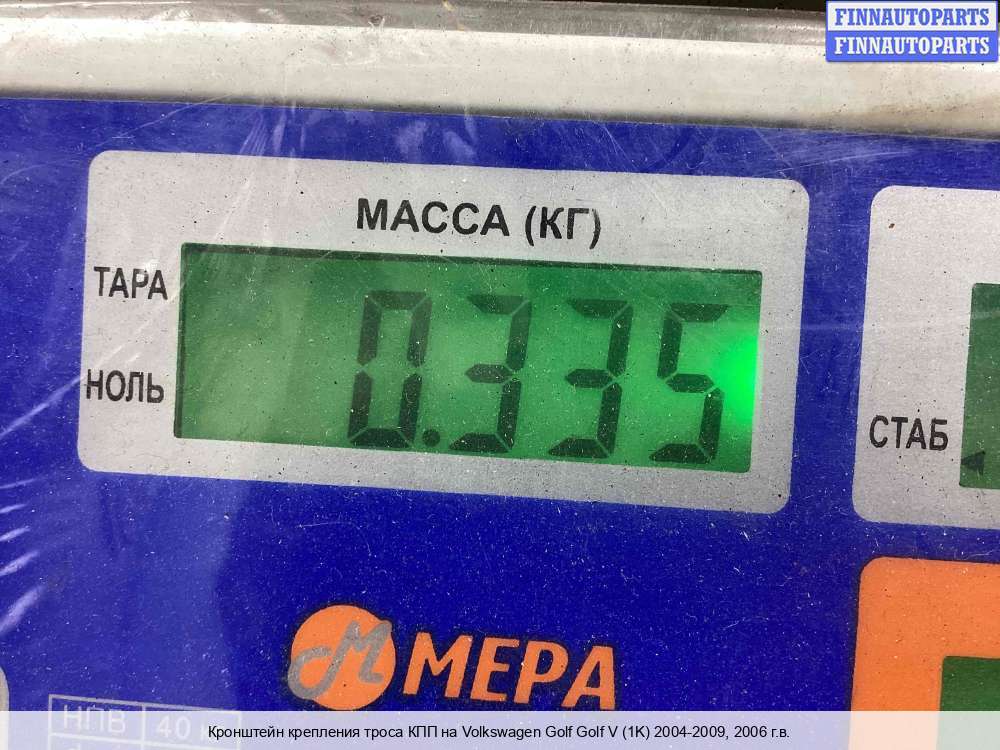 FINNAUTOPARTS
FINNAUTOPARTS
МАССА (КГ)
ТАРА
НОЛЬ
0.335
СТАБ
МЕРА
НПВ 40
Кронштейн крепления троса КПП на Volkswagen Golf Golf V (1K) 2004-2009, 2006 г.в.